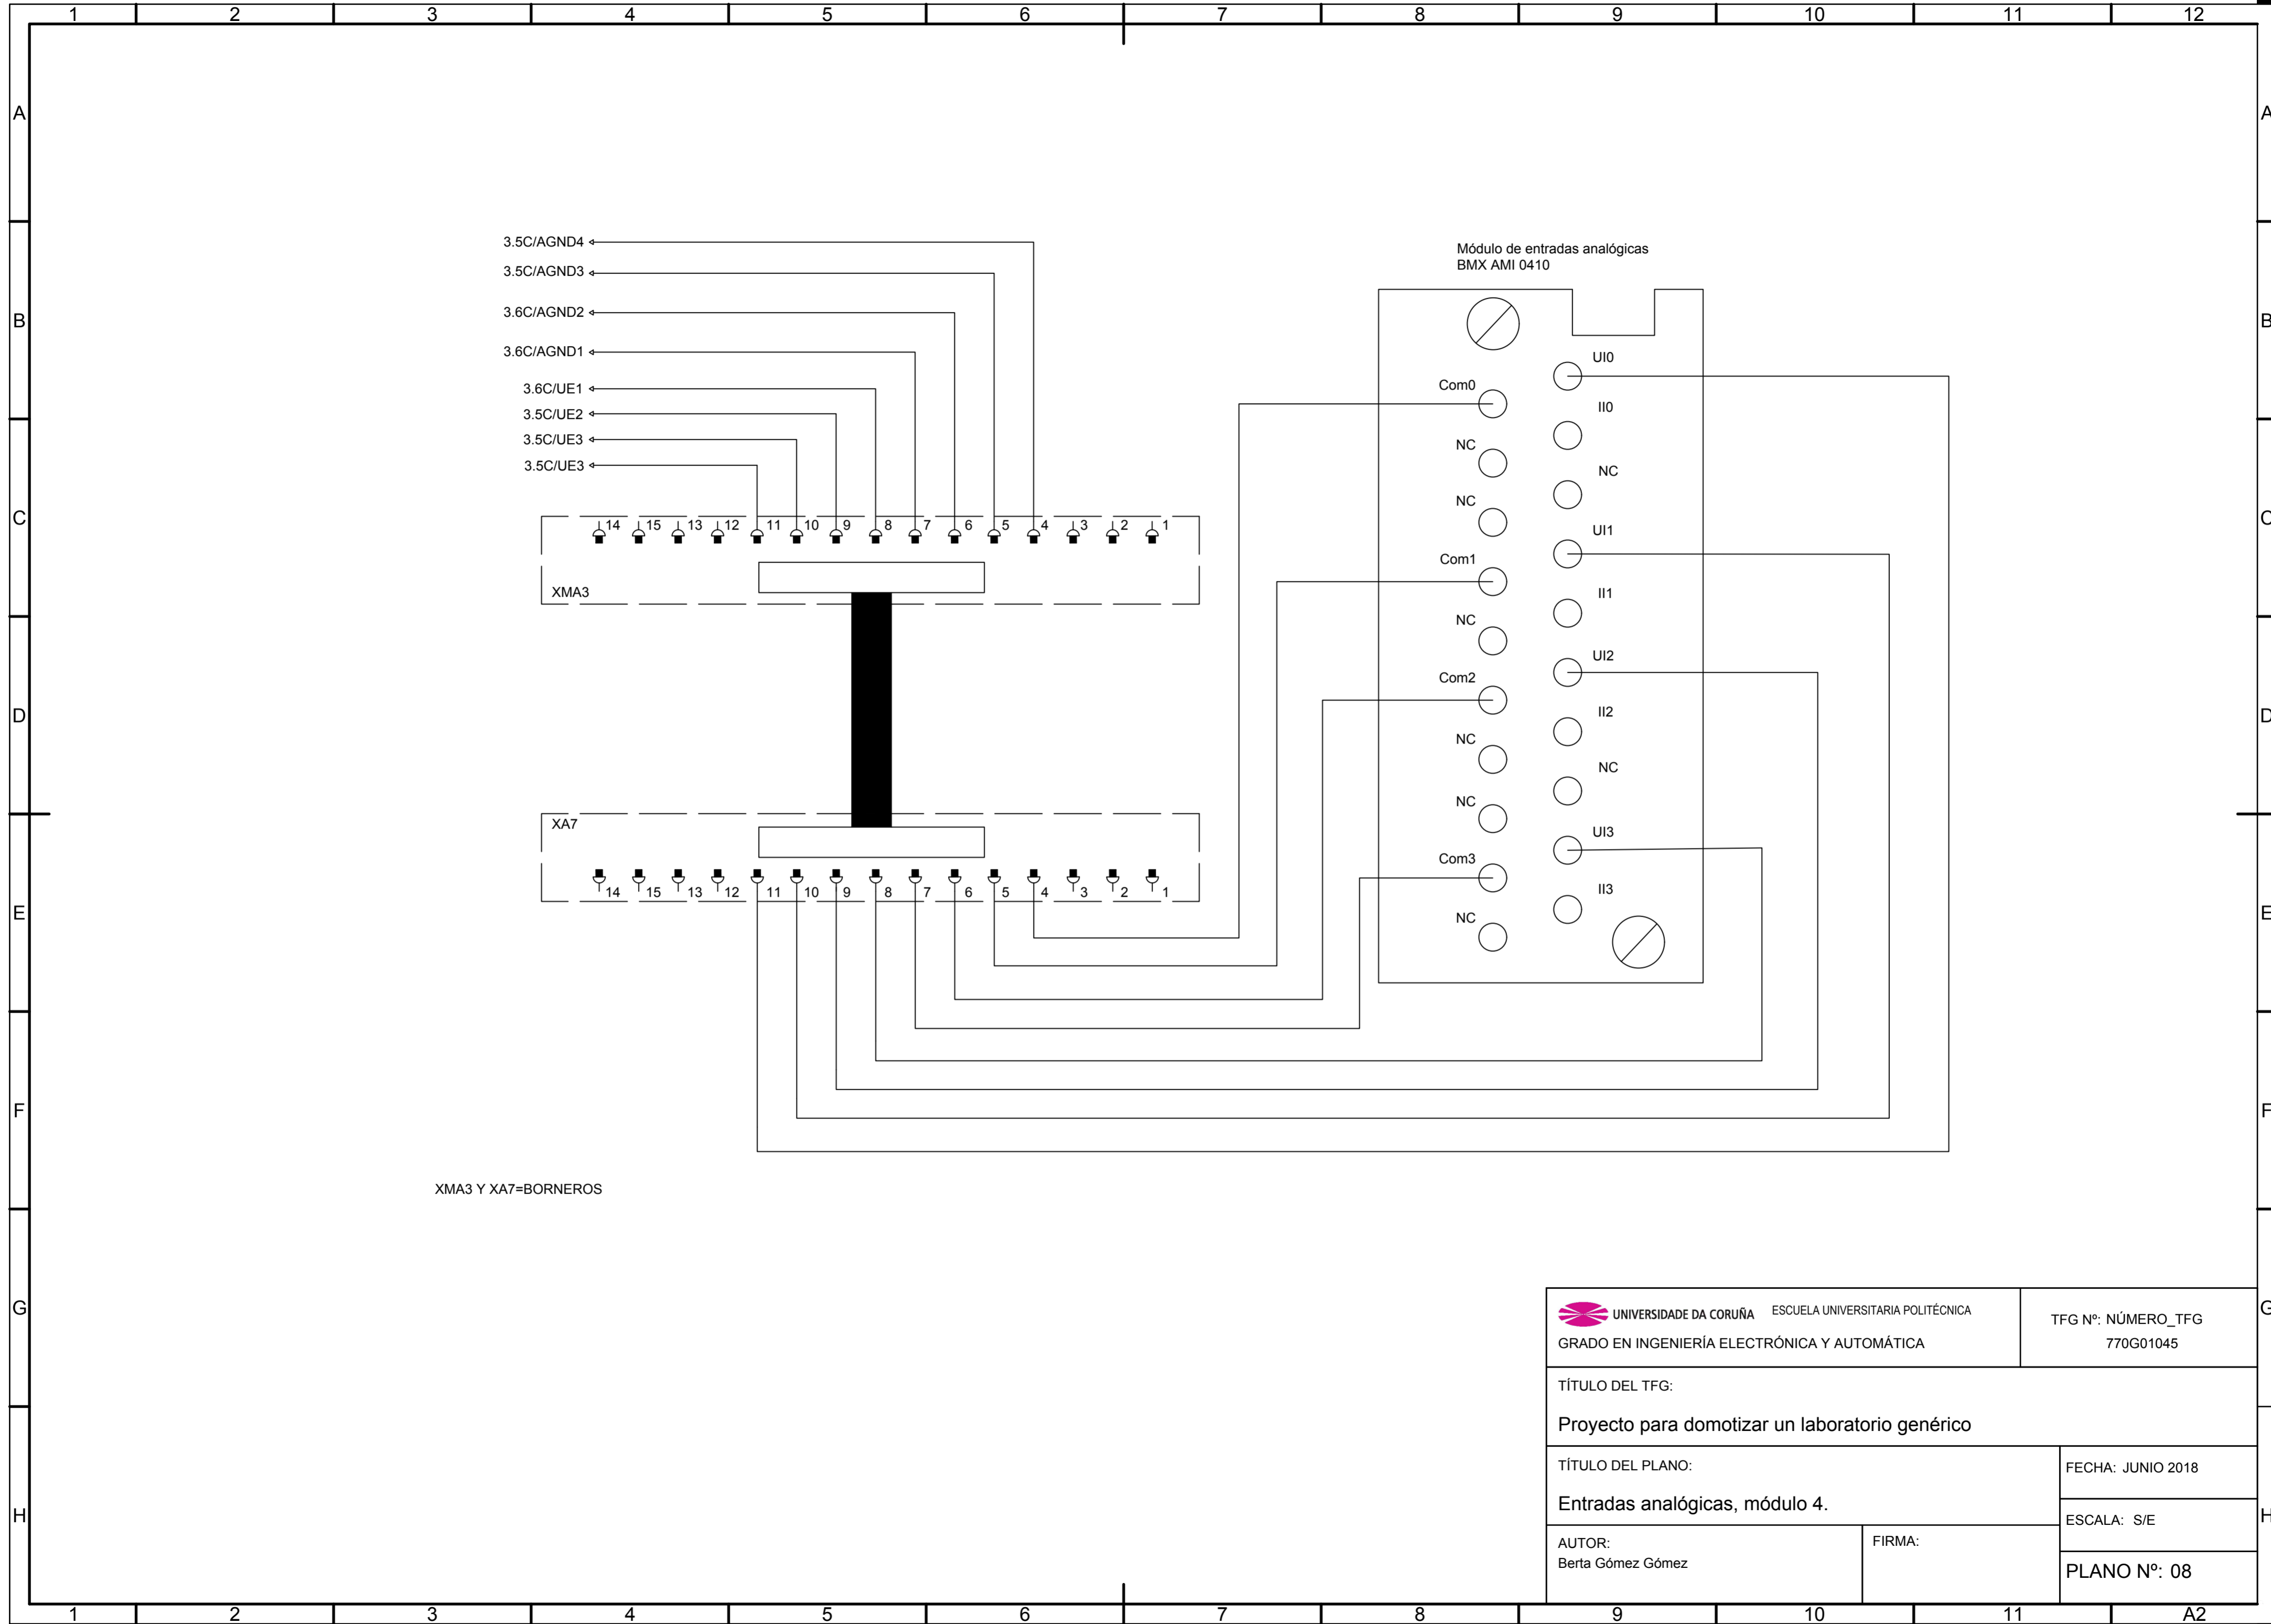 1 2 3 4 5 6 7 8 9 10 11 12
A A
B B
C C
D D
E E
F F
G G
H H
3.5C/AGND4
3.5C/AGND3
3.6C/AGND2
3.6C/AGND1
3.6C/UE1
3.5C/UE2
3.5C/UE3
3.5C/UE3
14 15 13 12 11 10 9 8 7 6 5 4 3 2 1
XMA3
XA7
14 15 13 12 11 10 9 8 7 6 5 4 3 2 1
XMA3 Y XA7=BORNEROS
Módulo de entradas analógicas
BMX AMI 0410
UI0
Com0
II0
NC
NC
NC
UI1
Com1
II1
NC
UI2
Com2
II2
NC
NC
NC
UI3
Com3
II3
NC
UNIVERSIDADE DA CORUÑA ESCUELA UNIVERSITARIA POLITÉCNICA
GRADO EN INGENIERÍA ELECTRÓNICA Y AUTOMÁTICA
TFG Nº: NÚMERO_TFG
770G01045
TÍTULO DEL TFG:
Proyecto para domotizar un laboratorio genérico
TÍTULO DEL PLANO:
Entradas analógicas, módulo 4.
FECHA: JUNIO 2018
ESCALA: S/E
AUTOR:
Berta Gómez Gómez
FIRMA:
PLANO Nº: 08
1 2 3 4 5 6 7 8 9 10 11 A2